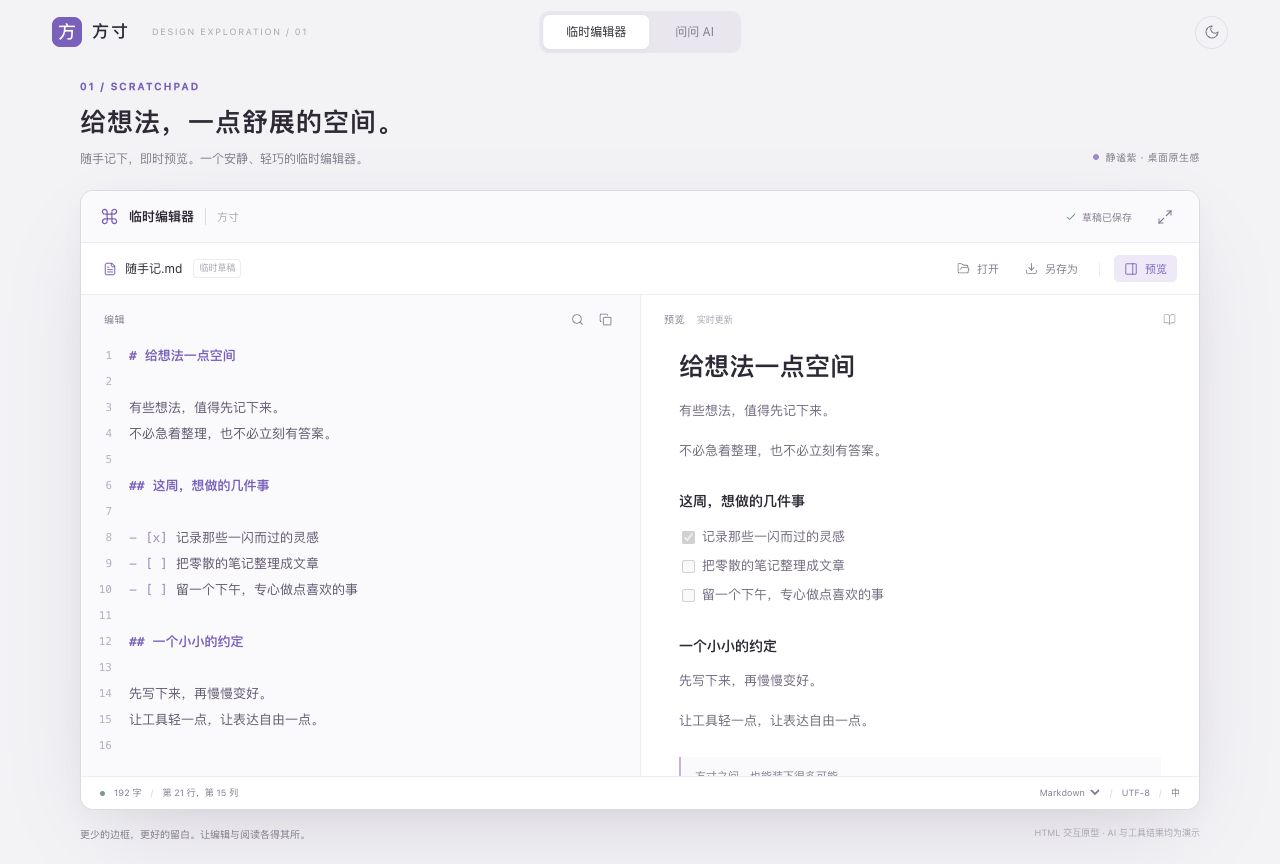 方 方寸 DESIGN EXPLORATION / 01 临时编辑器 问问 AI
01 / SCRATCHPAD
给想法，一点舒展的空间。
随手记下，即时预览。一个安静、轻巧的临时编辑器。
静谧紫 · 桌面原生感
临时编辑器 方寸 草稿已保存
随手记.md 临时草稿 打开 另存为 预览
编辑
1 # 给想法一点空间
2
3 有些想法，值得先记下来。
4 不必急着整理，也不必立刻有答案。
5
6 ## 这周，想做的几件事
7
8 – [x] 记录那些一闪而过的灵感
9 – [ ] 把零散的笔记整理成文章
10 – [ ] 留一个下午，专心做点喜欢的事
11
12 ## 一个小小的约定
13
14 先写下来，再慢慢变好。
15 让工具轻一点，让表达自由一点。
16
预览 实时更新
给想法一点空间
有些想法，值得先记下来。
不必急着整理，也不必立刻有答案。
这周，想做的几件事
记录那些一闪而过的灵感
把零散的笔记整理成文章
留一个下午，专心做点喜欢的事
一个小小的约定
先写下来，再慢慢变好。
让工具轻一点，让表达自由一点。
方寸之间，也能装下很多可能
192 字 / 第 21 行，第 15 列
Markdown / UTF-8 / 中
更少的边框，更好的留白。让编辑与阅读各得其所。
HTML 交互原型 · AI 与工具结果均为演示